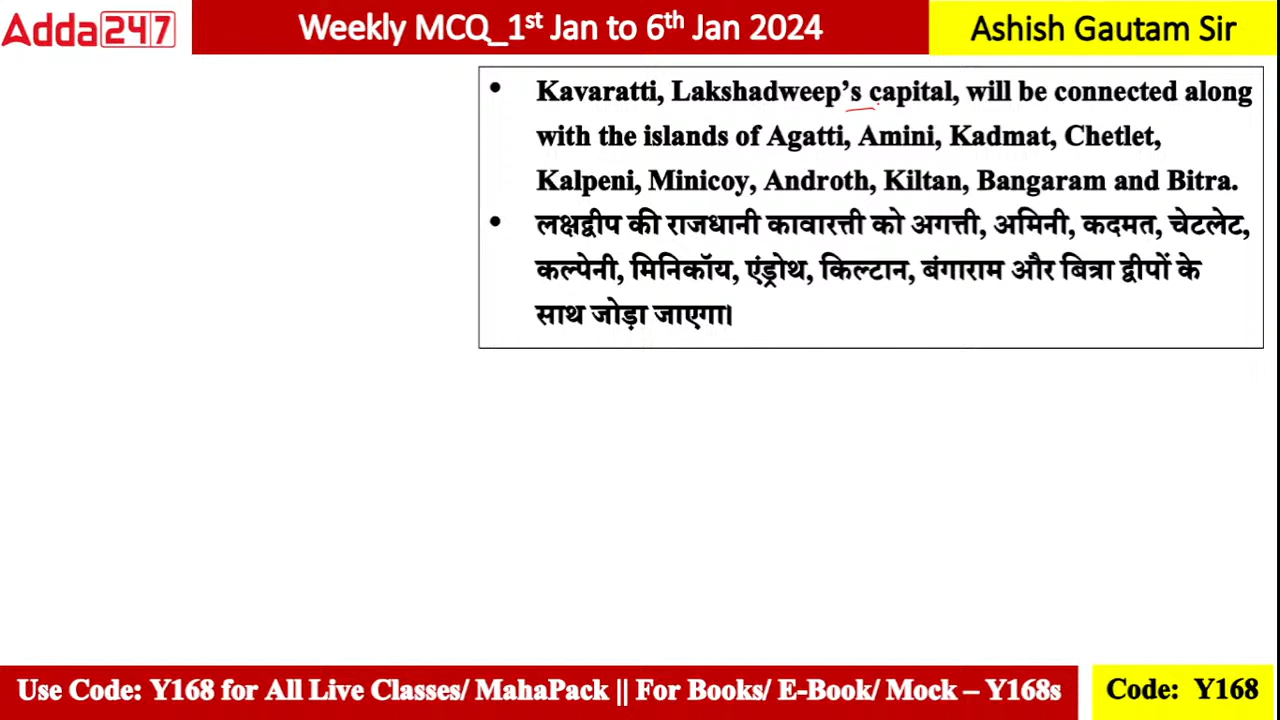 Adda247
Weekly MCQ_1st Jan to 6th Jan 2024
Ashish Gautam Sir
• Kavaratti, Lakshadweep’s capital, will be connected along
with the islands of Agatti, Amini, Kadmat, Chetlet,
Kalpeni, Minicoy, Androth, Kiltan, Bangaram and Bitra.
• लक्षद्वीप की राजधानी कावारत्ती को अगत्ती, अमिनी, कदमत, चेटलेट,
कल्पेनी, मिनिकॉय, एंड्रोथ, किल्टान, बंगाराम और बित्रा द्वीपों के
साथ जोड़ा जाएगा।
Use Code: Y168 for All Live Classes/ MahaPack || For Books/ E-Book/ Mock – Y168s
Code: Y168